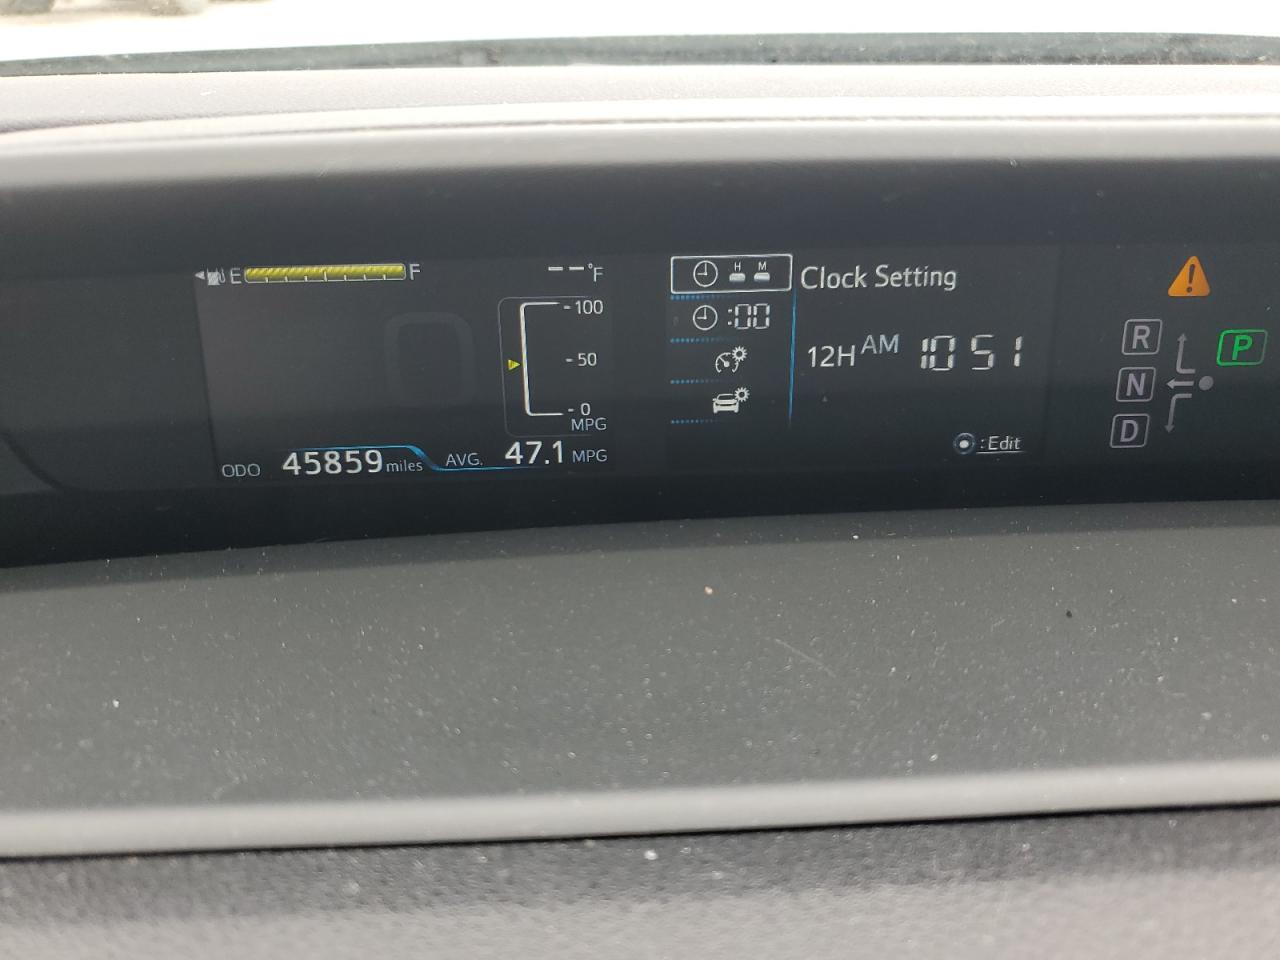 E F
--°F
100
50
0
MPG
ODO 45859 miles AVG. 47.1 MPG
H M
:00
Clock Setting
12H AM 10 51
:Edit
!
R
N
D
P